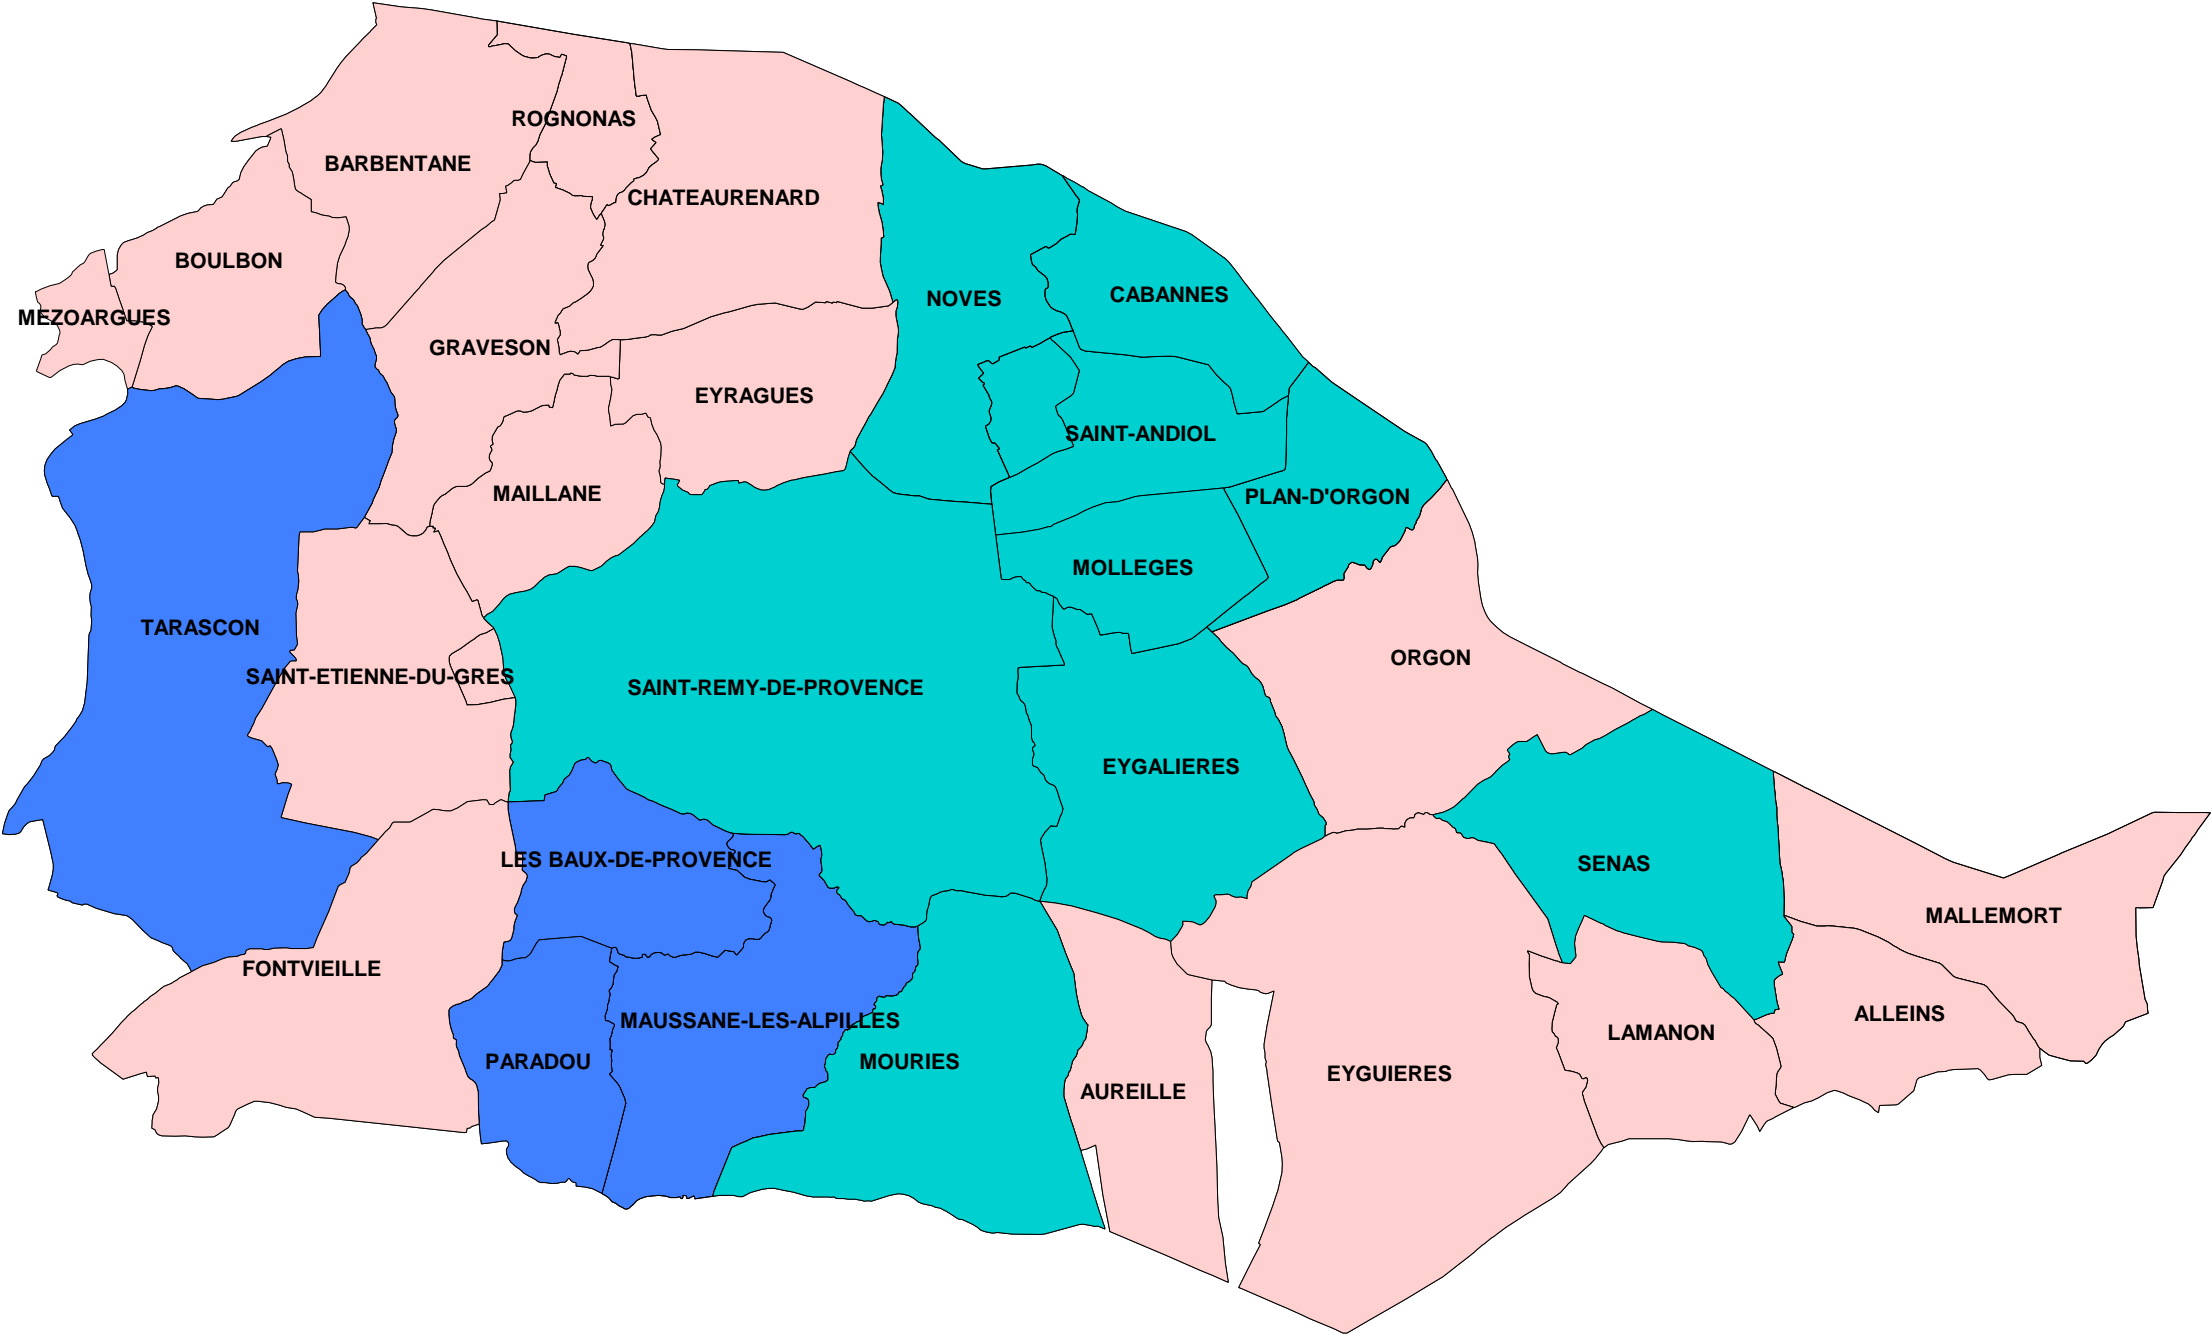 ROGNONAS
BARBENTANE
CHATEAURENARD
BOULBON
CABANNES
NOVES
MEZOARGUES
GRAVESON
EYRAGUES
SAINT-ANDIOL
MAILLANE
PLAN-D'ORGON
MOLLEGES
TARASCON
ORGON
SAINT-ETIENNE-DU-GRES
SAINT-REMY-DE-PROVENCE
EYGALIERES
LES BAUX-DE-PROVENCE
SENAS
MALLEMORT
FONTVIEILLE
ALLEINS
MAUSSANE-LES-ALPILLES
LAMANON
PARADOU
MOURIES
EYGUIERES
AUREILLE